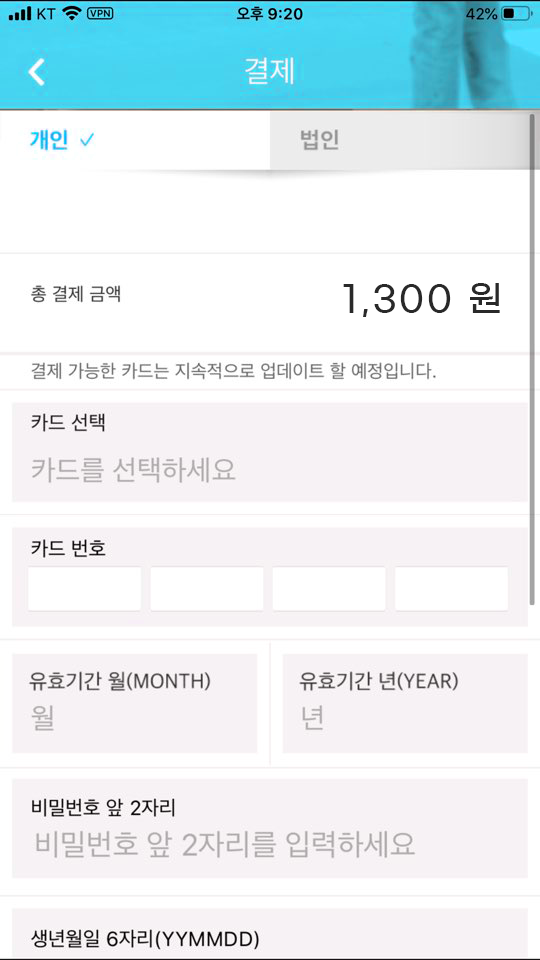 KT VPN 오후 9:20 42%
결제
개인 법인
총 결제 금액 1,300 원
결제 가능한 카드는 지속적으로 업데이트 할 예정입니다.
카드 선택
카드를 선택하세요
카드 번호
유효기간 월(MONTH) 유효기간 년(YEAR)
월 년
비밀번호 앞 2자리
비밀번호 앞 2자리를 입력하세요
생년월일 6자리(YYMMDD)